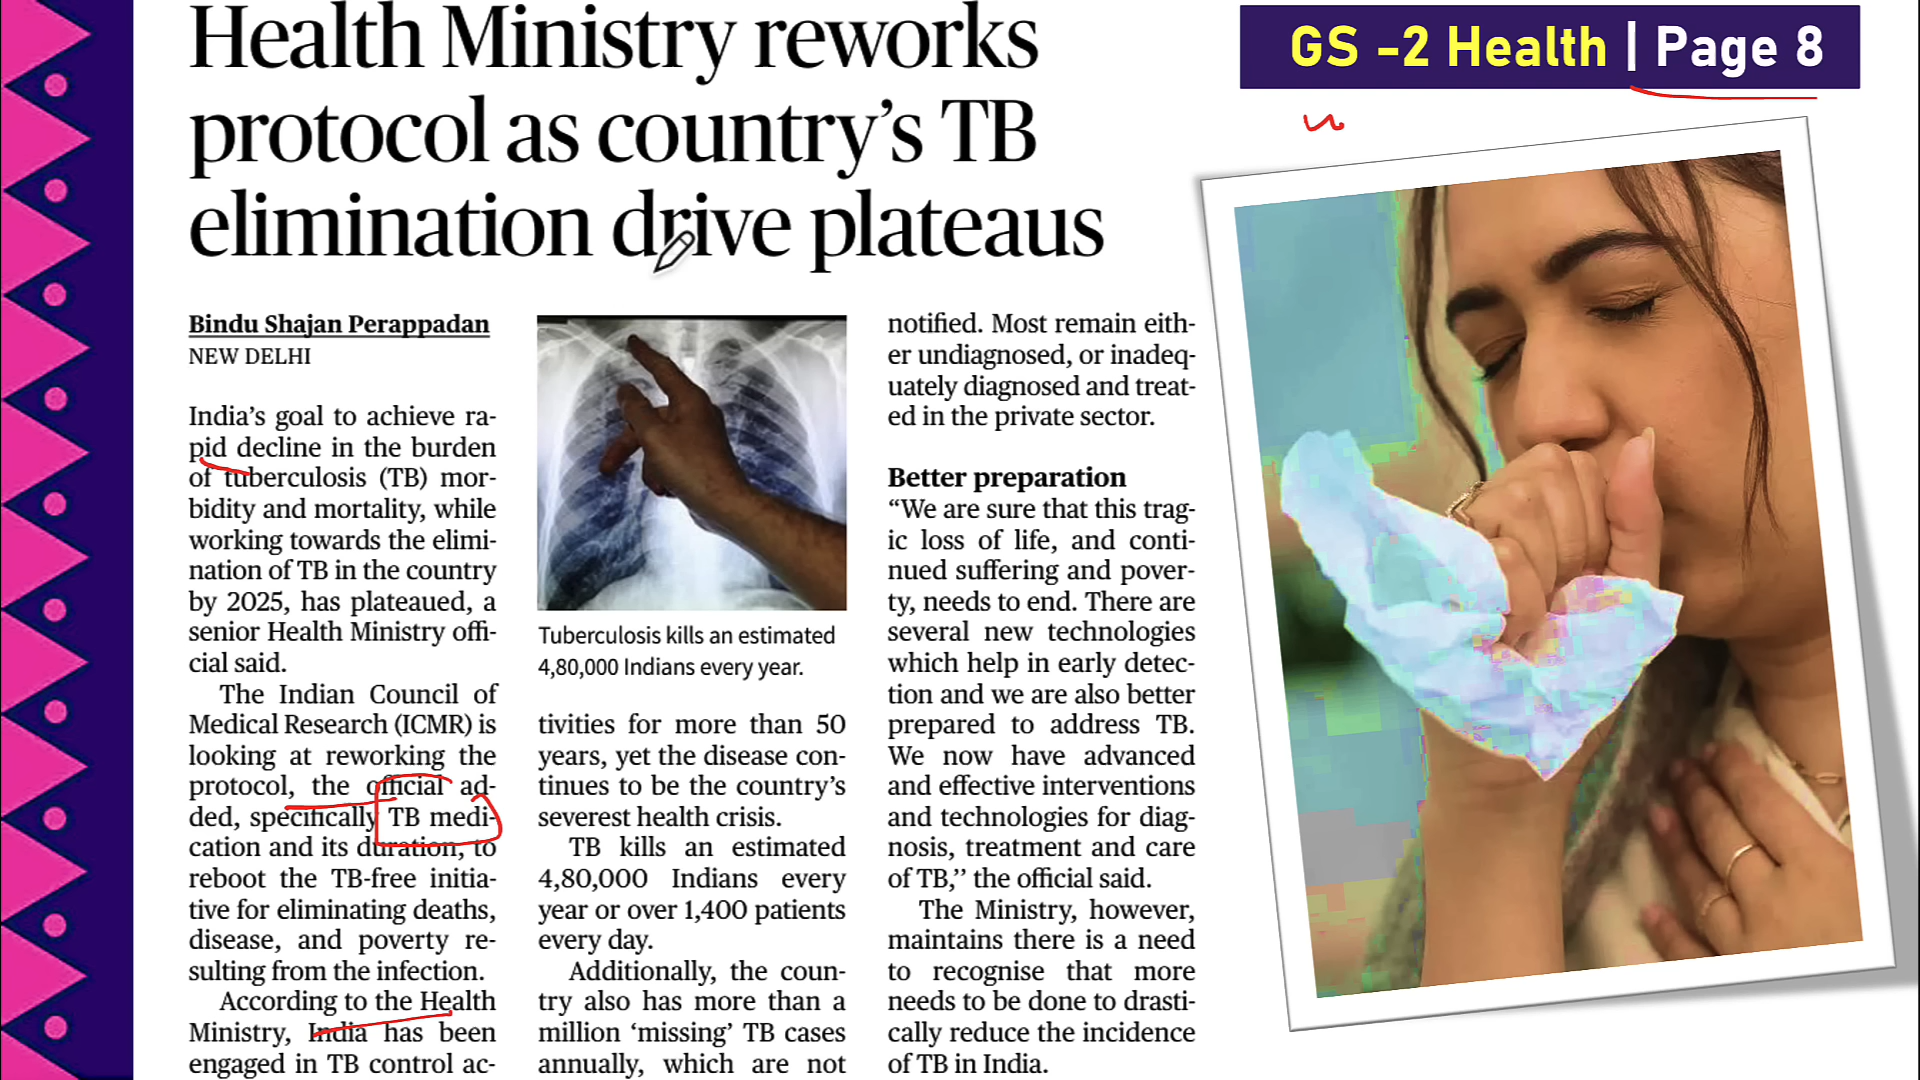 Health Ministry reworks
protocol as country’s TB
elimination drive plateaus
GS -2 Health | Page 8
Bindu Shajan Perappadan
NEW DELHI
India’s goal to achieve ra-
pid decline in the burden
of tuberculosis (TB) mor-
bidity and mortality, while
working towards the elimi-
nation of TB in the country
by 2025, has plateaued, a
senior Health Ministry offi-
cial said.
The Indian Council of
Medical Research (ICMR) is
looking at reworking the
protocol, the official ad-
ded, specifically TB medi-
cation and its duration, to
reboot the TB-free initia-
tive for eliminating deaths,
disease, and poverty re-
sulting from the infection.
According to the Health
Ministry, India has been
engaged in TB control ac-
Tuberculosis kills an estimated
4,80,000 Indians every year.
tivities for more than 50
years, yet the disease con-
tinues to be the country’s
severest health crisis.
TB kills an estimated
4,80,000 Indians every
year or over 1,400 patients
every day.
Additionally, the coun-
try also has more than a
million ‘missing’ TB cases
annually, which are not
notified. Most remain eith-
er undiagnosed, or inadeq-
uately diagnosed and treat-
ed in the private sector.
Better preparation
“We are sure that this trag-
ic loss of life, and conti-
nued suffering and pover-
ty, needs to end. There are
several new technologies
which help in early detec-
tion and we are also better
prepared to address TB.
We now have advanced
and effective interventions
and technologies for diag-
nosis, treatment and care
of TB,’’ the official said.
The Ministry, however,
maintains there is a need
to recognise that more
needs to be done to drasti-
cally reduce the incidence
of TB in India.